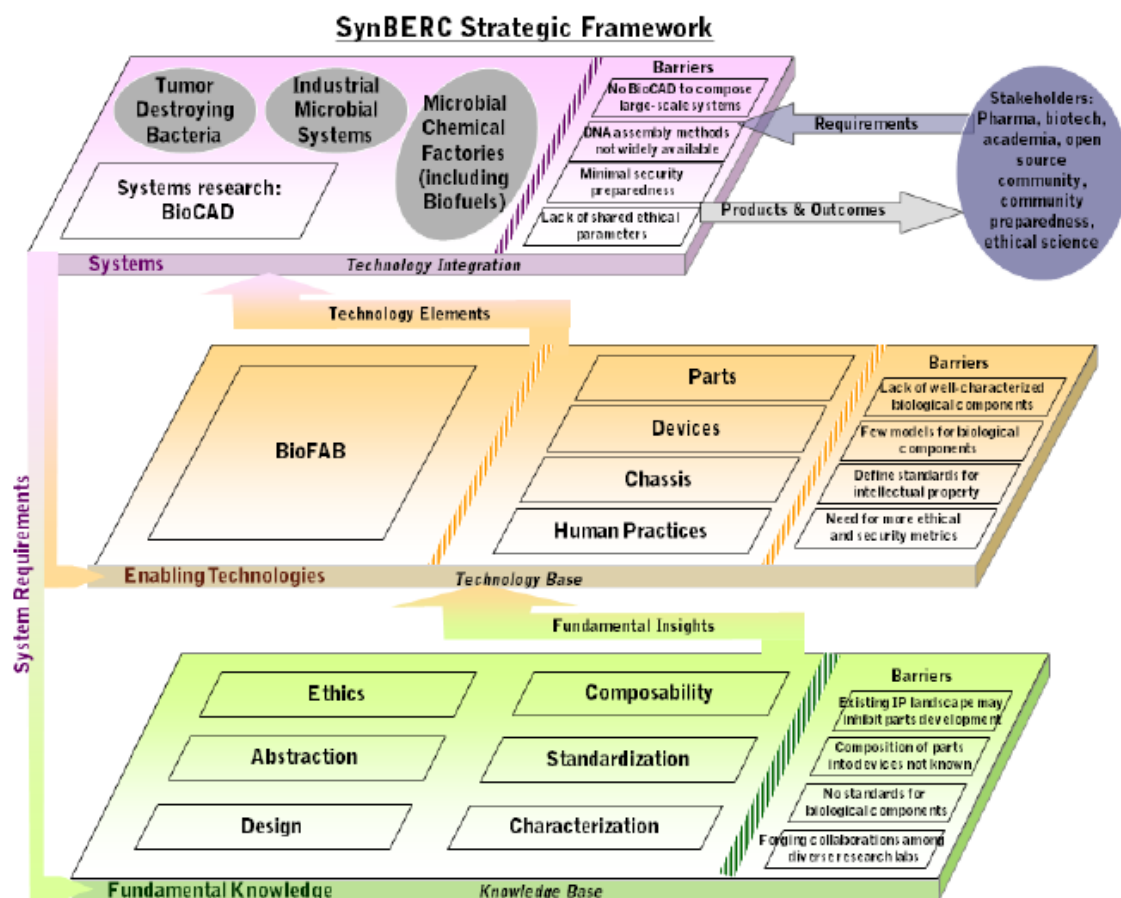 SynBERC Strategic Framework
Tumor
Destroying
Bacteria
Industrial
Microbial
Systems
Microbial
Chemical
Factories
(including
Biofuels)
Systems research:
BioCAD
Barriers
No BioCAD to compose
large-scale systems
DNA assembly methods
not widely available
Minimal security
preparedness
Lack of shared ethical
parameters
Requirements
Products & Outcomes
Stakeholders:
Pharma, biotech,
academia, open
source
community,
community
preparedness,
ethical science
Systems
Technology Integration
Technology Elements
BioFAB
Parts
Devices
Chassis
Human Practices
Barriers
Lack of well-characterized
biological components
Few models for biological
components
Define standards for
intellectual property
Need for more ethical
and security metrics
Enabling Technologies
Technology Base
System Requirements
Fundamental Insights
Ethics
Composability
Abstraction
Standardization
Design
Characterization
Barriers
Existing IP landscape may
inhibit parts development
Composition of parts
into devices not known
No standards for
biological components
Forging collaborations among
diverse research labs
Fundamental Knowledge
Knowledge Base